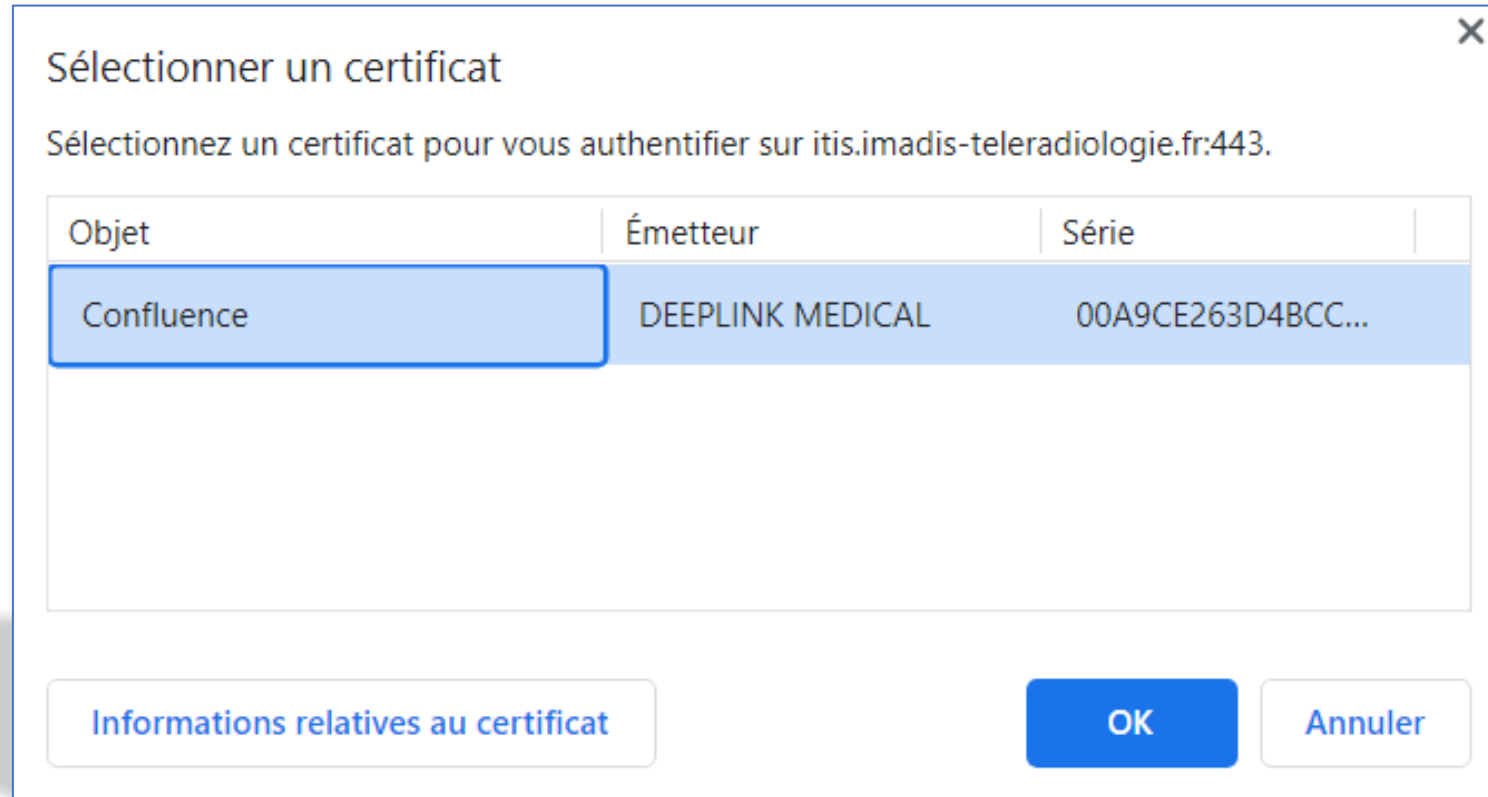 Sélectionner un certificat
Sélectionnez un certificat pour vous authentifier sur itis.imadis-teleradiologie.fr:443.
Objet Émetteur Série
Confluence DEEPLINK MEDICAL 00A9CE263D4BCC...
Informations relatives au certificat OK Annuler